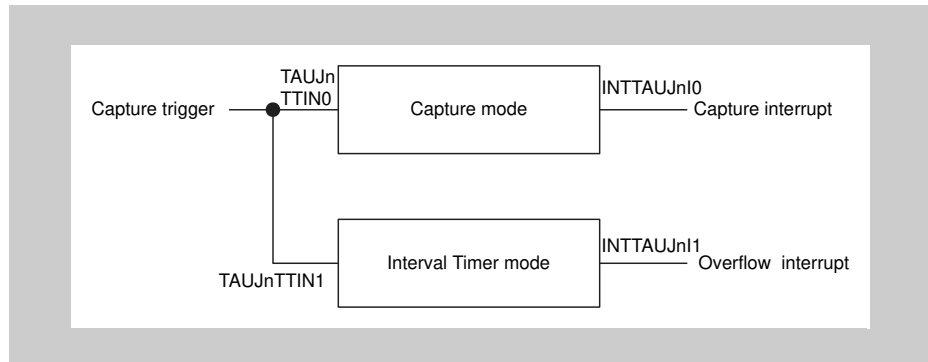 TAUJn
TTIN0
INTTAUJnI0
Capture trigger
Capture mode
Capture interrupt
INTTAUJnI1
Interval Timer mode
Overflow interrupt
TAUJnTTIN1